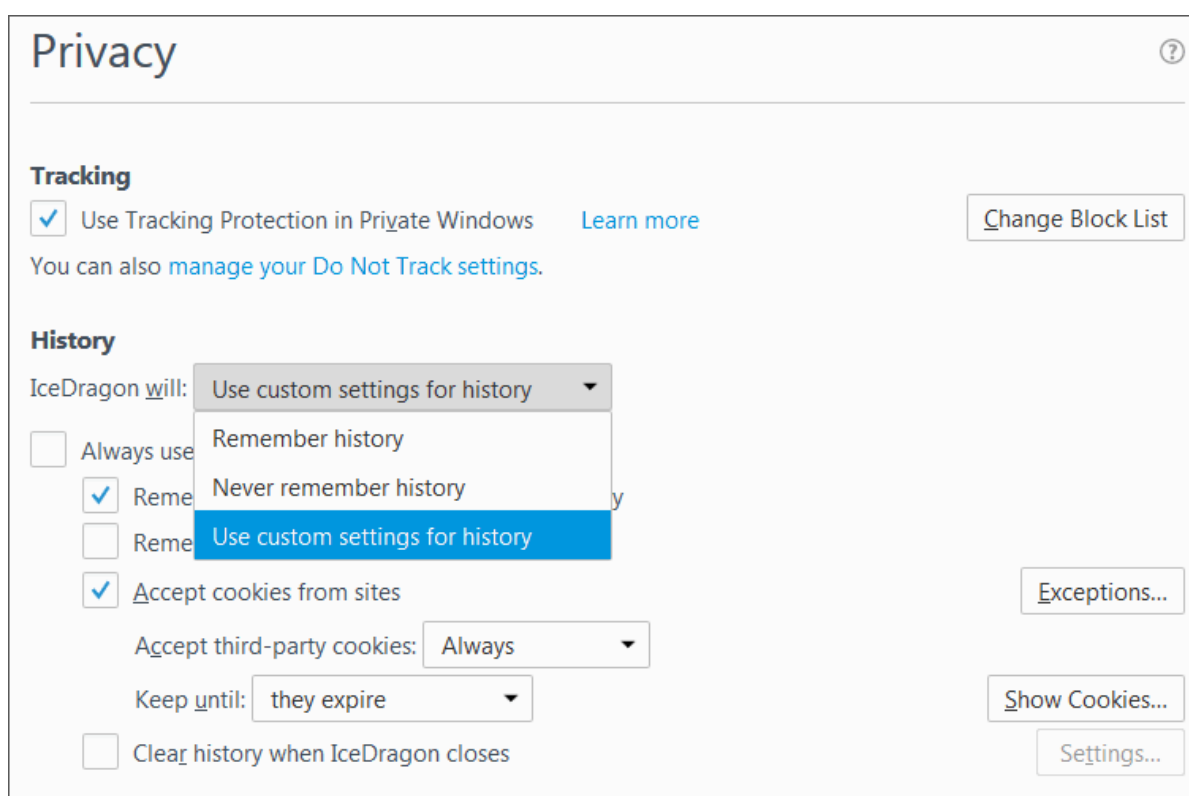 Privacy
?
Tracking
Use Tracking Protection in Private Windows Learn more Change Block List
You can also manage your Do Not Track settings.
History
IceDragon will: Use custom settings for history
Remember history
Always use
Never remember history
Reme y
Use custom settings for history
Reme
Accept cookies from sites Exceptions...
Accept third-party cookies: Always
Keep until: they expire Show Cookies...
Clear history when IceDragon closes Settings...